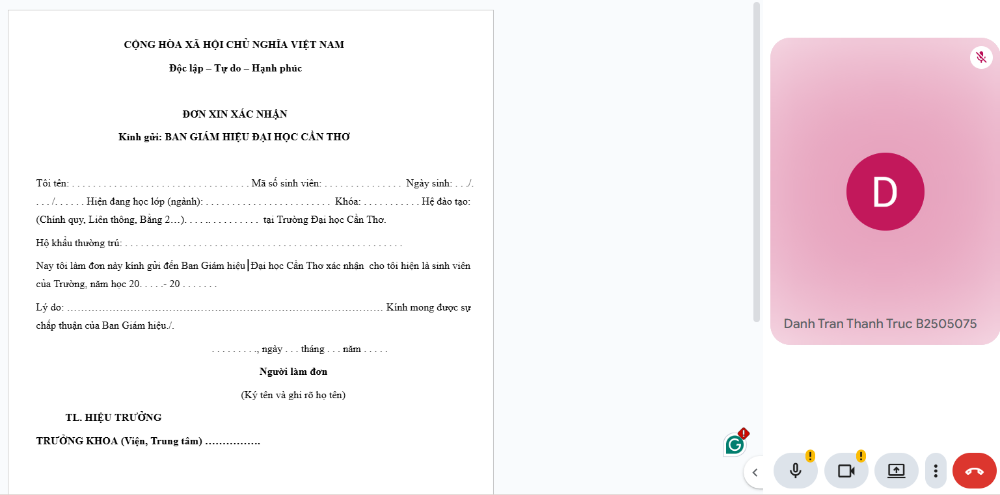 CỘNG HÒA XÃ HỘI CHỦ NGHĨA VIỆT NAM
Độc lập – Tự do – Hạnh phúc
ĐƠN XIN XÁC NHẬN
Kính gửi: BAN GIÁM HIỆU ĐẠI HỌC CẦN THƠ
Tôi tên: . . . . . . . . . . . . . . . . . . . . . . . . . . . . . . . . . . Mã số sinh viên: . . . . . . . . . . . . . . . Ngày sinh: . . ./.
. . . /. . . . . . Hiện đang học lớp (ngành): . . . . . . . . . . . . . . . . . . . . . . . . Khóa: . . . . . . . . . . . Hệ đào tạo:
(Chính quy, Liên thông, Bằng 2…). . . . . .. . . . . . . . . . tại Trường Đại học Cần Thơ.
Hộ khẩu thường trú: . . . . . . . . . . . . . . . . . . . . . . . . . . . . . . . . . . . . . . . . . . . . . . . . . . . . .
Nay tôi làm đơn này kính gửi đến Ban Giám hiệu Đại học Cần Thơ xác nhận cho tôi hiện là sinh viên
của Trường, năm học 20. . . . .- 20 . . . . . . .
Lý do: ……………………………………………………………………………… Kính mong được sự
chấp thuận của Ban Giám hiệu./.
. . . . . . . . ., ngày . . . tháng . . . năm . . . . .
Người làm đơn
(Ký tên và ghi rõ họ tên)
TL. HIỆU TRƯỞNG
TRƯỞNG KHOA (Viện, Trung tâm) …………….
D
Danh Tran Thanh Truc B2505075